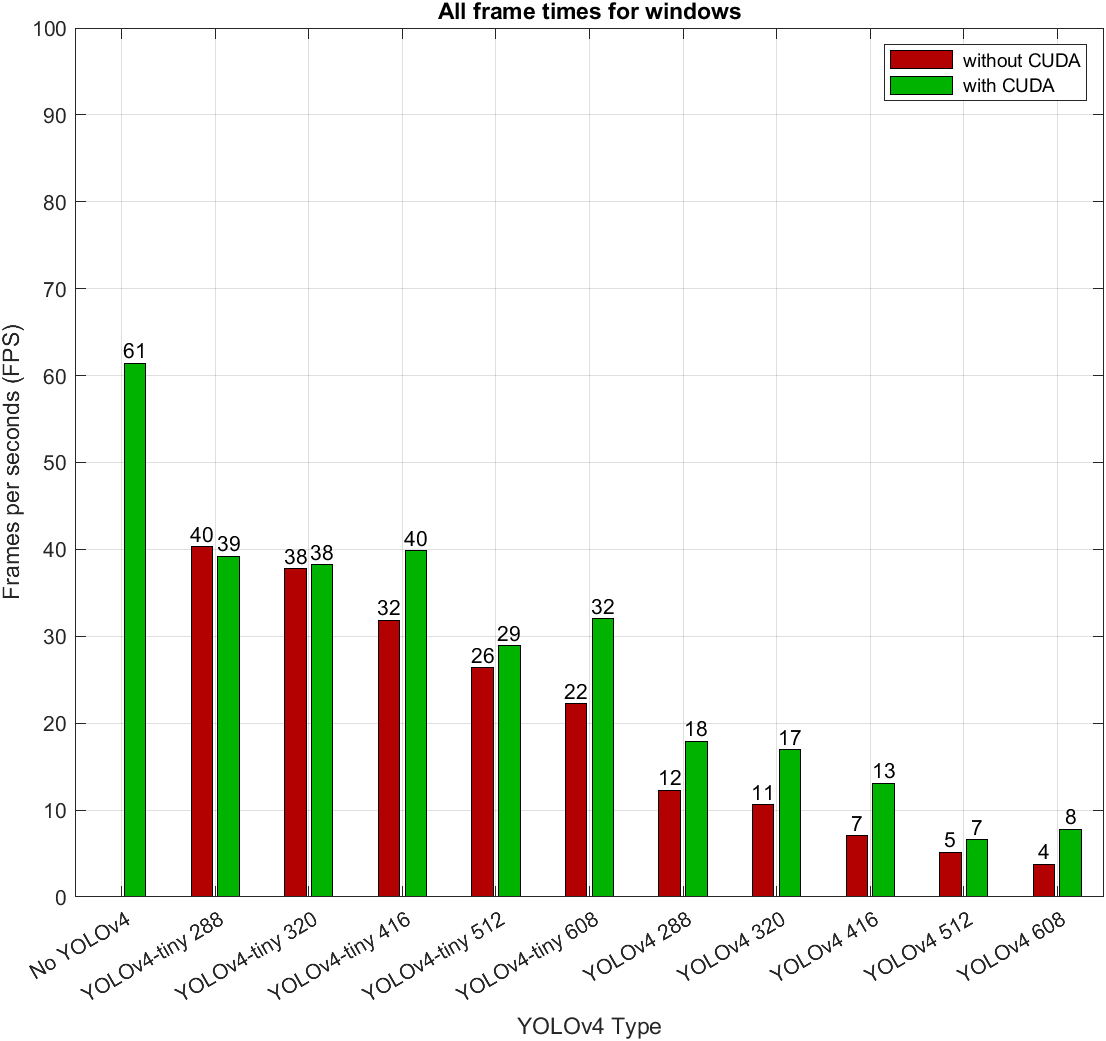 All frame times for windows
without CUDA
with CUDA
Frames per seconds (FPS)
100
90
80
70
60
50
40
30
20
10
0
61
40
39
38
38
32
40
26
29
22
32
12
18
11
17
7
13
5
7
4
8
No YOLOv4
YOLOv4-tiny 288
YOLOv4-tiny 320
YOLOv4-tiny 416
YOLOv4-tiny 512
YOLOv4-tiny 608
YOLOv4 288
YOLOv4 320
YOLOv4 416
YOLOv4 512
YOLOv4 608
YOLOv4 Type